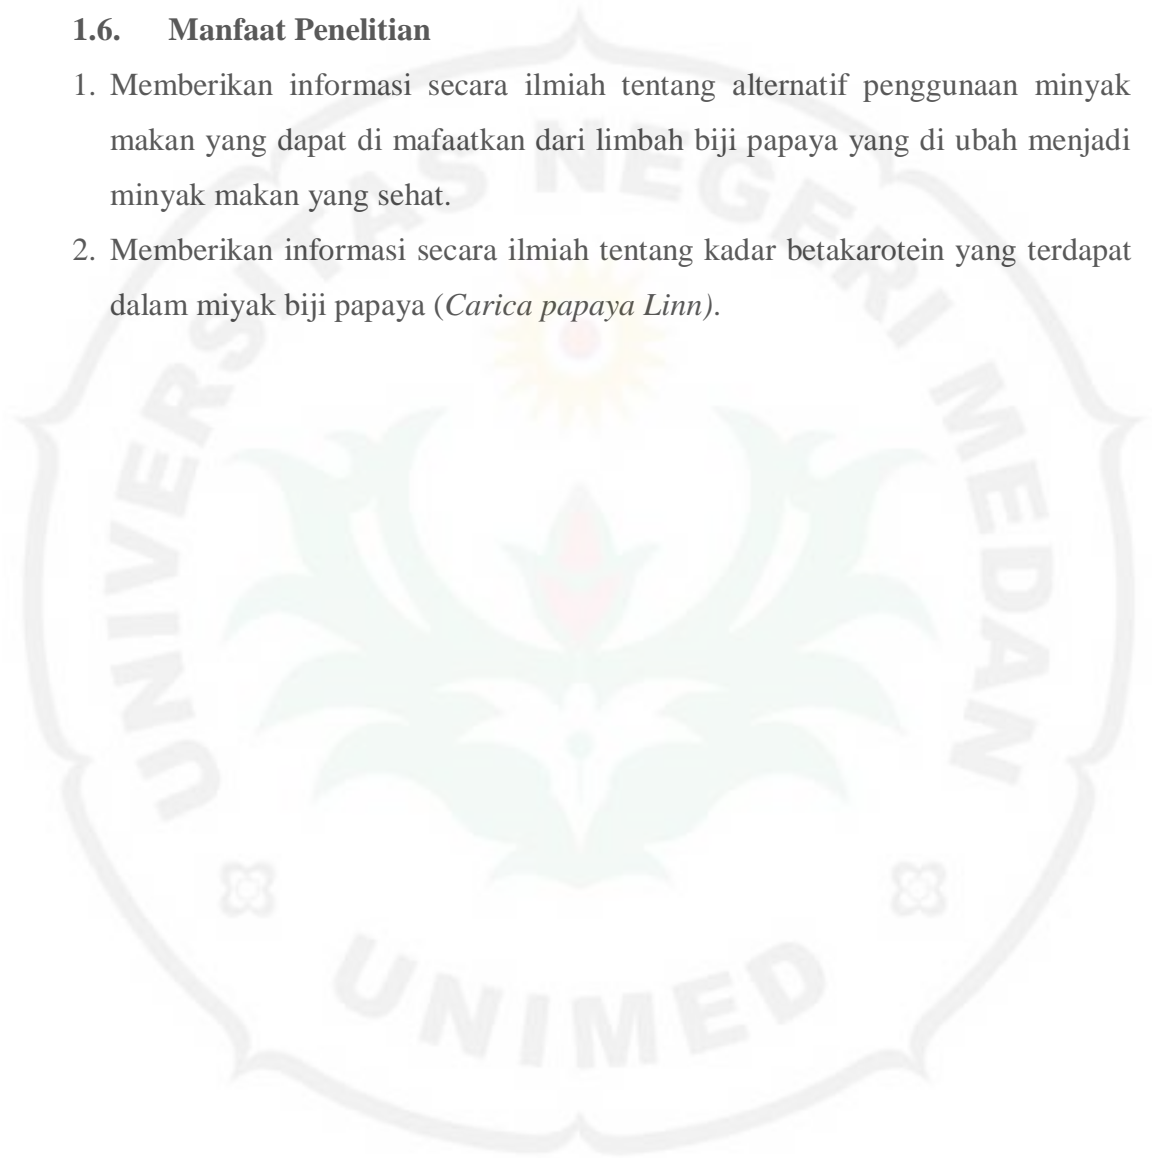 1.6. Manfaat Penelitian
1. Memberikan informasi secara ilmiah tentang alternatif penggunaan minyak
makan yang dapat di mafaatkan dari limbah biji papaya yang di ubah menjadi
minyak makan yang sehat.
2. Memberikan informasi secara ilmiah tentang kadar betakarotein yang terdapat
dalam miyak biji papaya (Carica papaya Linn).
UNIVERSITAS NEGERI MEDAN
UNIMED